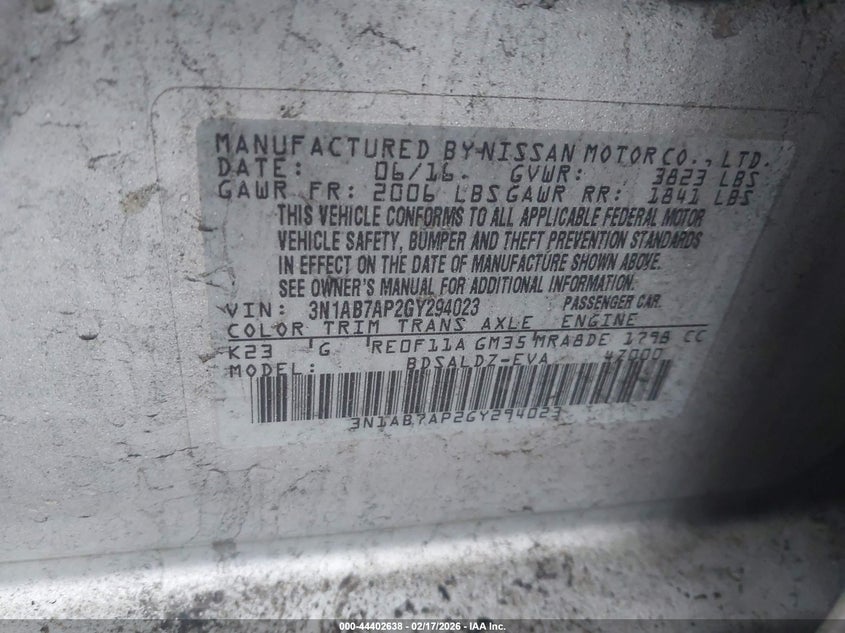 MANUFACTURED BY-NISSAN MOTOR CO., LTD.
DATE: 06/16. GVWR: 3823 LBS
GAWR FR: 2006 LBS GAWR RR: 1841 LBS
THIS VEHICLE CONFORMS TO ALL APPLICABLE FEDERAL MOTOR
VEHICLE SAFETY, BUMPER AND THEFT PREVENTION STANDARDS
IN EFFECT ON THE DATE OF MANUFACTURE SHOWN ABOVE.
SEE OWNER'S MANUAL FOR ADDITIONAL INFORMATION.
VIN: 3N1AB7AP2GY294023 PASSENGER CAR.
COLOR TRIM TRANS AXLE ENGINE
K23 G RE0F11A GM35 MRA8DE 1798 CC
MODEL: BDSALDZ-EVA 47000
3N1AB7AP2GY294023
000-44402638 - 02/17/2026 - ©IAA Inc.